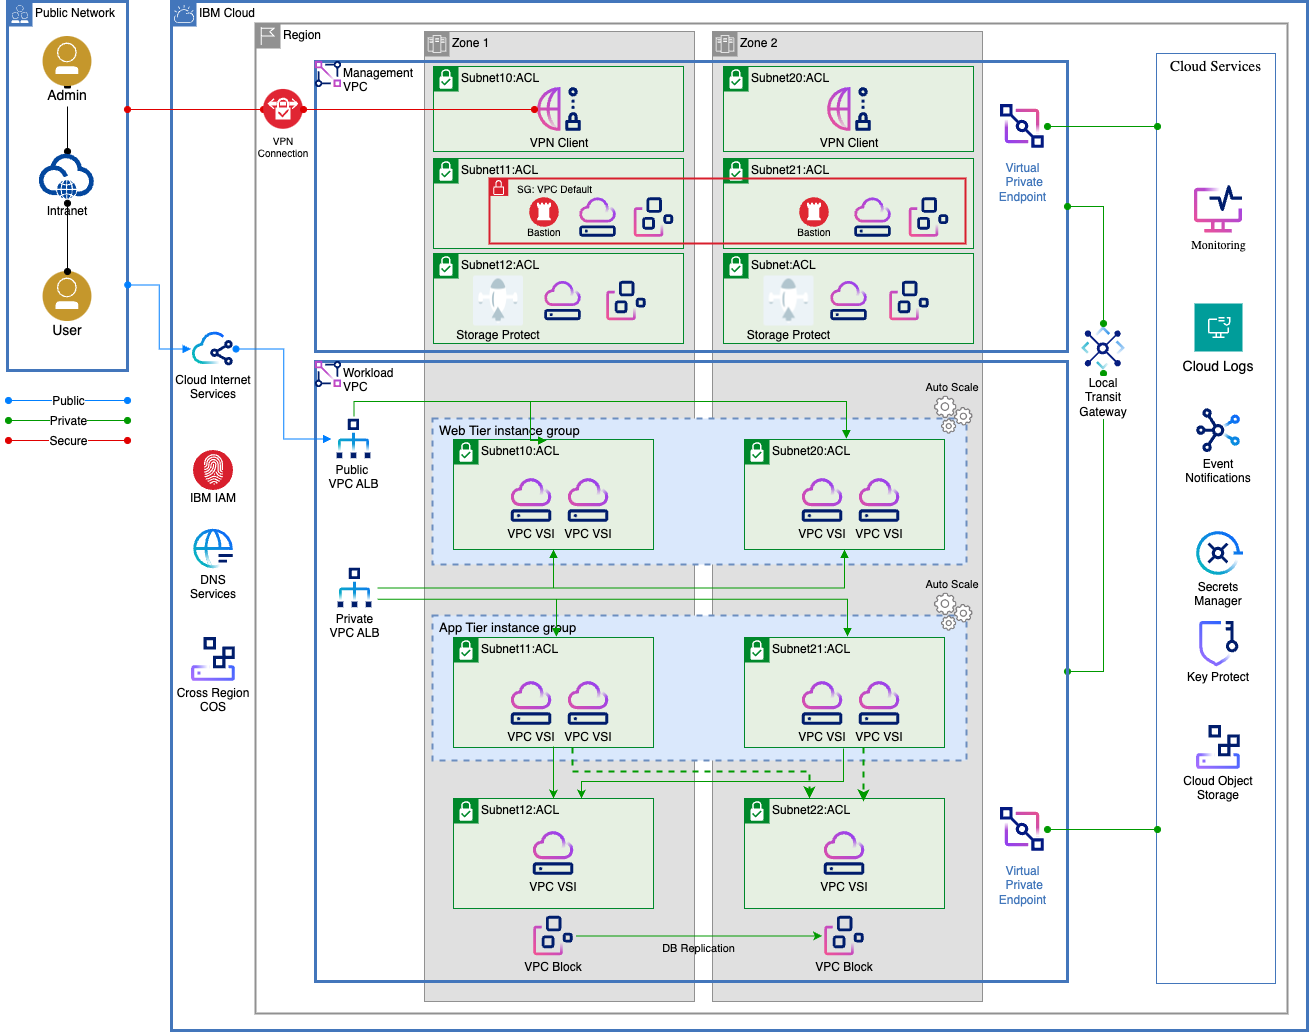 Public Network
Admin
Intranet
User
Public
Private
Secure
IBM Cloud
Region
VPN
Connection
Cloud Internet
Services
IBM IAM
DNS
Services
Cross Region
COS
Zone 1
Zone 2
Management
VPC
Subnet10:ACL
VPN Client
Subnet20:ACL
VPN Client
Subnet11:ACL
Subnet21:ACL
SG: VPC Default
Bastion
Bastion
Subnet12:ACL
Storage Protect
Subnet:ACL
Storage Protect
Virtual
Private
Endpoint
Workload
VPC
Public
VPC ALB
Auto Scale
Web Tier instance group
Subnet10:ACL
VPC VSI
VPC VSI
Subnet20:ACL
VPC VSI
VPC VSI
Private
VPC ALB
Auto Scale
App Tier instance group
Subnet11:ACL
VPC VSI
VPC VSI
Subnet21:ACL
VPC VSI
VPC VSI
Subnet12:ACL
VPC VSI
Subnet22:ACL
VPC VSI
VPC Block
DB Replication
VPC Block
Virtual
Private
Endpoint
Local
Transit
Gateway
Cloud Services
Monitoring
Cloud Logs
Event
Notifications
Secrets
Manager
Key Protect
Cloud Object
Storage